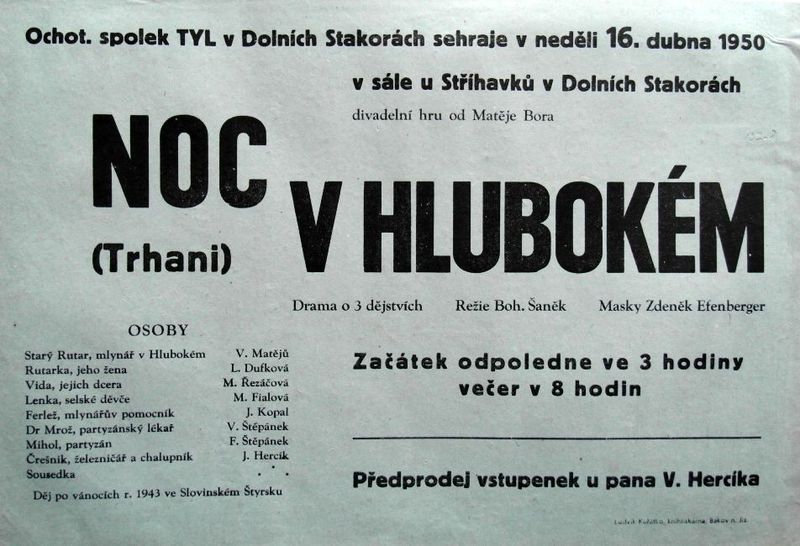 Ochot. spolek TYL v Dolních Stakorách sehraje v neděli 16. dubna 1950
v sále u Stříhavků v Dolních Stakorách
divadelní hru od Matěje Bora
NOC
V HLUBOKÉM
(Trhani)
Drama o 3 dějstvích Režie Boh. Šaněk Masky Zdeněk Efenberger
OSOBY
Starý Rutar, mlynář v Hlubokém V. Matějů
Rutarka, jeho žena L. Dufková
Vida, jejich dcera M. Řezáčová
Lenka, selské děvče M. Fialová
Ferlež, mlynářův pomocník J. Kopal
Dr Mrož, partyzánský lékař V. Štěpánek
Mihol, partyzán F. Štěpánek
Črešnik, železničář a chalupník J. Hercík
Sousedka . . .
Děj po vánocích r. 1943 ve Slovinském Štyrsku
Začátek odpoledne ve 3 hodiny
večer v 8 hodin
Předprodej vstupenek u pana V. Hercíka
Ludvík knihtiskárna, Bakov n. Jiz.